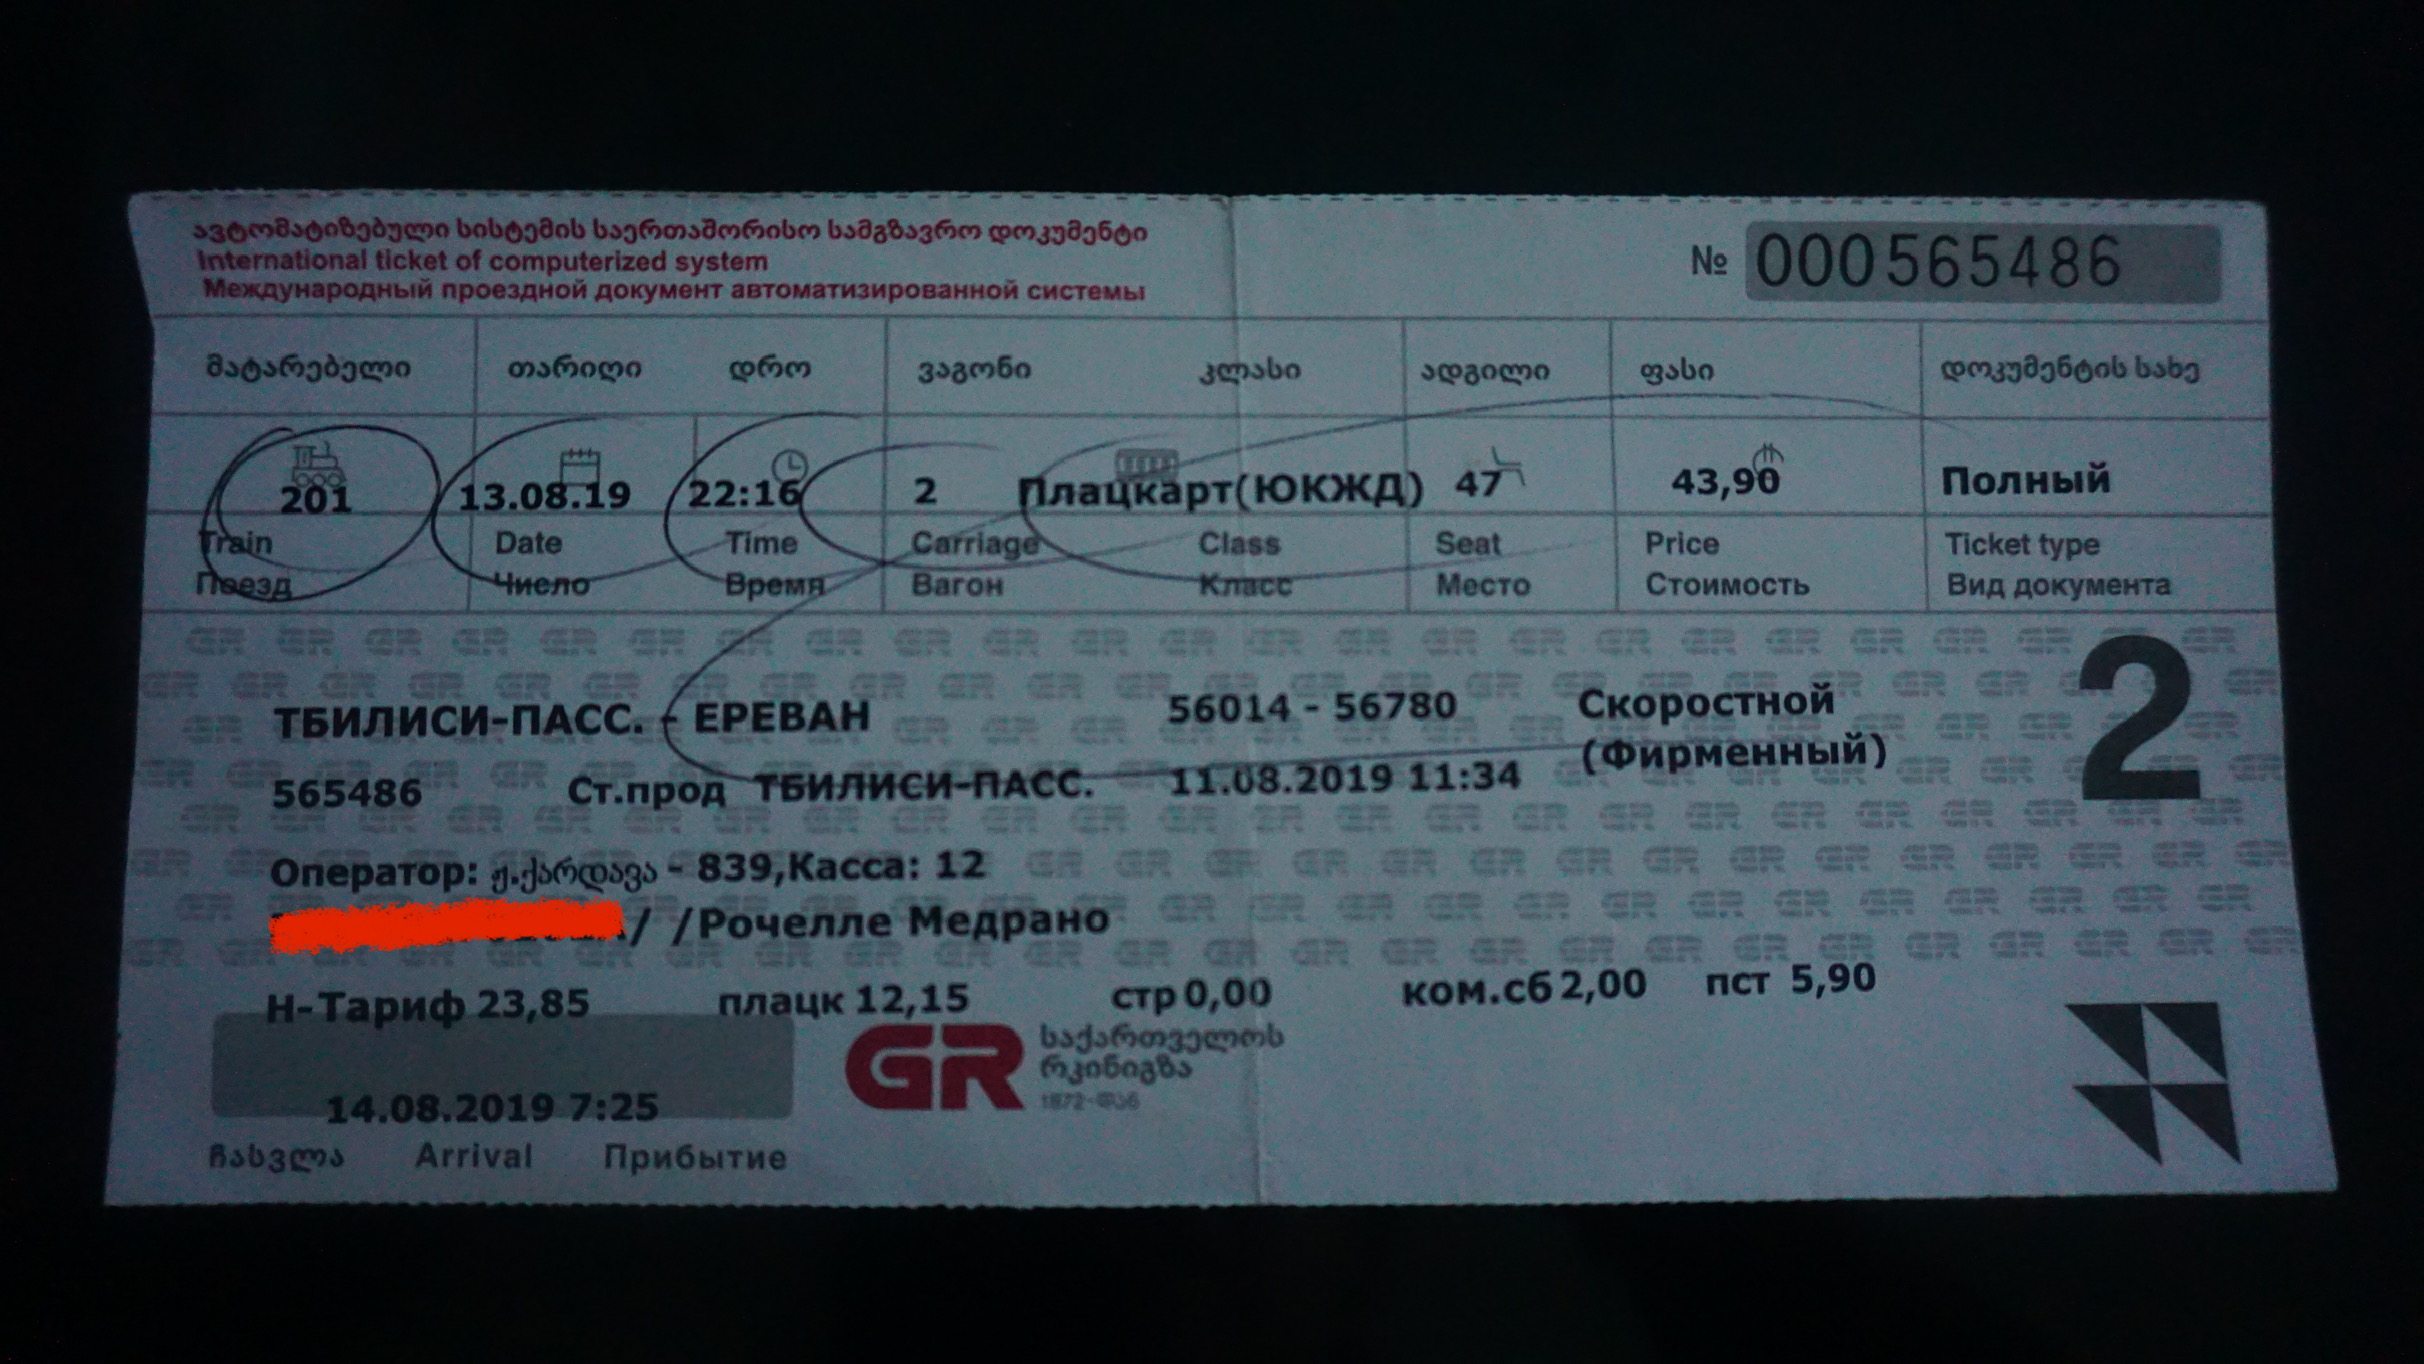 ავტომატიზებული სისტემის საერთაშორისო სამგზავრო დოკუმენტი
International ticket of computerized system
Международный проездной документ автоматизированной системы
№ 000565486
მატარებელი თარიღი დრო ვაგონი კლასი ადგილი ფასი დოკუმენტის სახე
201 13.08.19 22:16 2 Плацкарт(ЮКЖД) 47 43,90 Полный
Train Date Time Carriage Class Seat Price Ticket type
Поезд Число Время Вагон Класс Место Стоимость Вид документа
ТБИЛИСИ-ПАСС. - ЕРЕВАН 56014 - 56780 Скоростной
(Фирменный)
2
565486 Ст.прод ТБИЛИСИ-ПАСС. 11.08.2019 11:34
Оператор: ჟ.ქარდავა - 839,Касса: 12
/ /Рочелле Медрано
Н-Тариф 23,85 плацк 12,15 стр 0,00 ком.сб 2,00 пст 5,90
GR საქართველოს
რკინიგზა
1872-დან
14.08.2019 7:25
ჩასვლა Arrival Прибытие